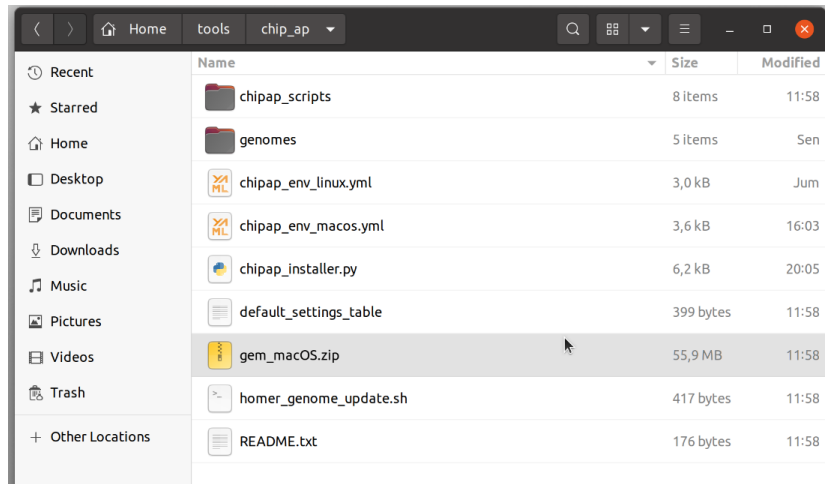 Home tools chip_ap
Name Size Modified
Recent
Starred
Home
Desktop
Documents
Downloads
Music
Pictures
Videos
Trash
+ Other Locations
chipap_scripts 8 items 11:58
genomes 5 items Sen
YAML chipap_env_linux.yml 3,0 kB Jum
YAML chipap_env_macos.yml 3,6 kB 16:03
chipap_installer.py 6,2 kB 20:05
default_settings_table 399 bytes 11:58
gem_macOS.zip 55,9 MB 11:58
>_ homer_genome_update.sh 417 bytes 11:58
README.txt 176 bytes 11:58